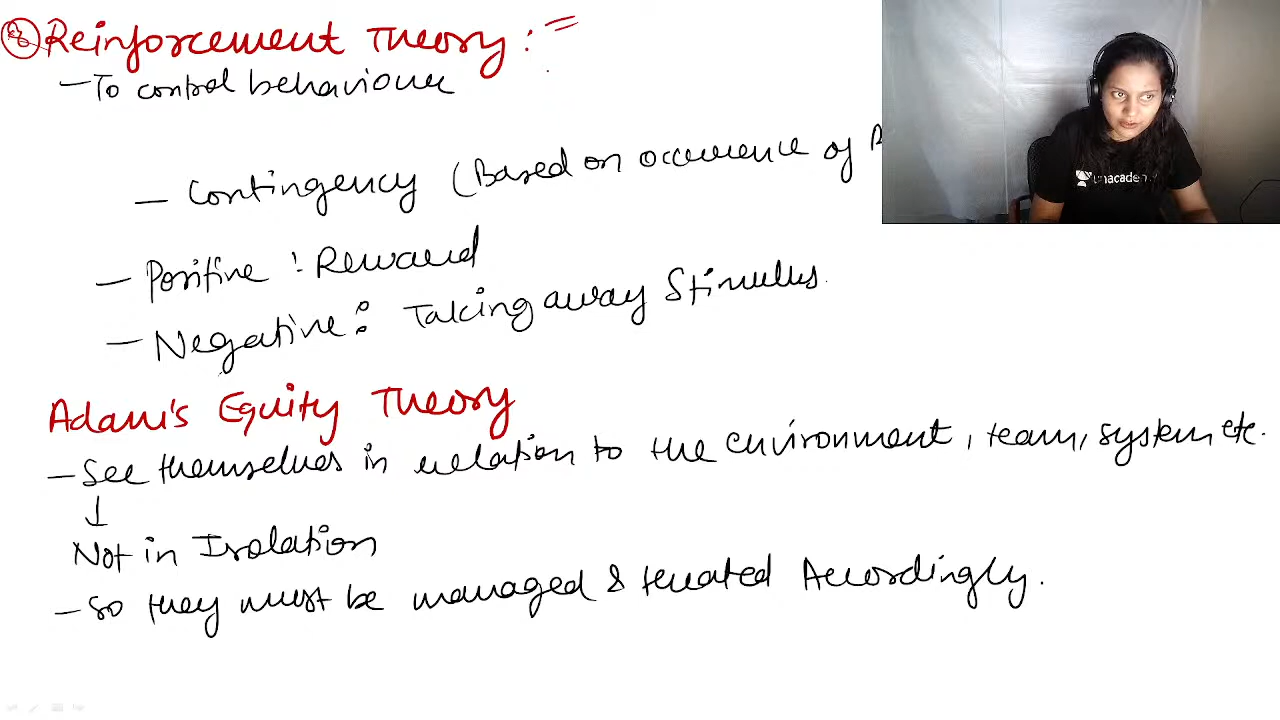 Reinforcement Theory :-
- To control behaviour
- Contingency (Based on occurrence of
- Positive : Reward
- Negative : Taking away Stimulus.
Adam's Equity Theory
- See themselves in relation to the environment, team, system etc.
↓
Not in Isolation
- So they must be managed & treated Accordingly.
unacademy